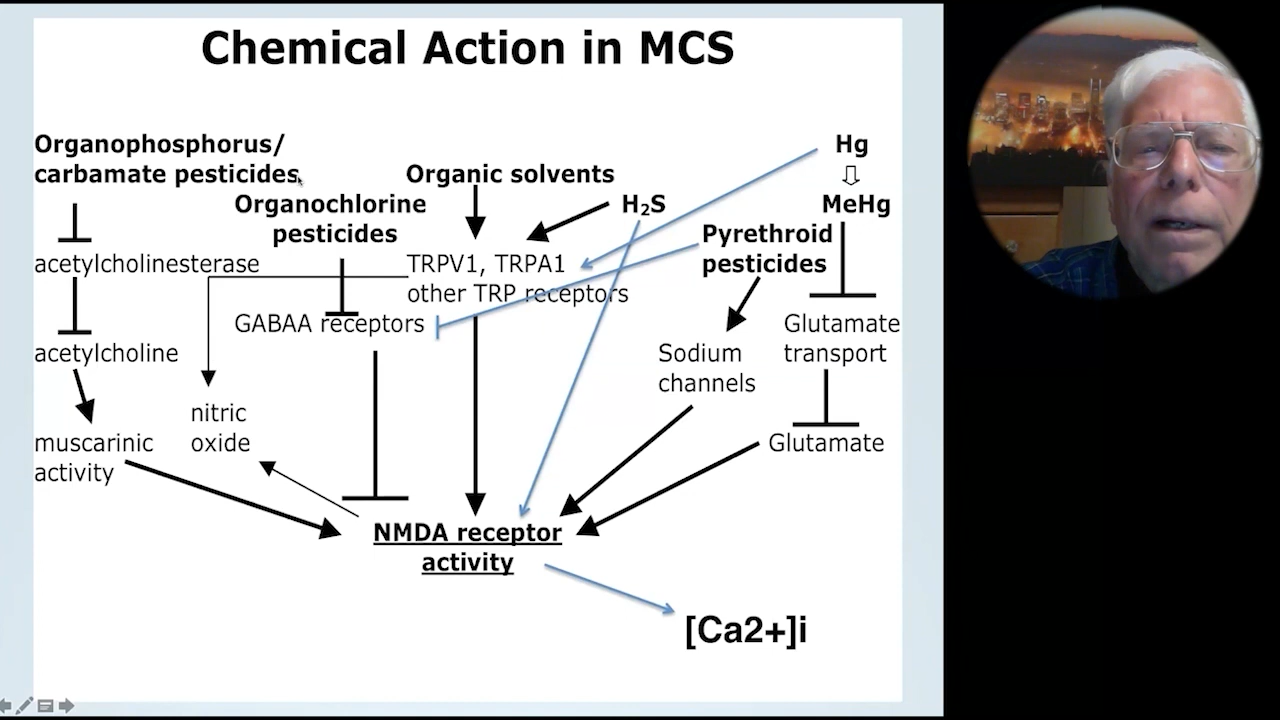 Chemical Action in MCS
Organophosphorus/
carbamate pesticides
Organochlorine
pesticides
Organic solvents
H₂S
Hg
MeHg
Pyrethroid
pesticides
acetylcholinesterase
TRPV1, TRPA1
other TRP receptors
GABAA receptors
Glutamate
transport
acetylcholine
Sodium
channels
nitric
oxide
muscarinic
activity
Glutamate
NMDA receptor
activity
[Ca2+]i